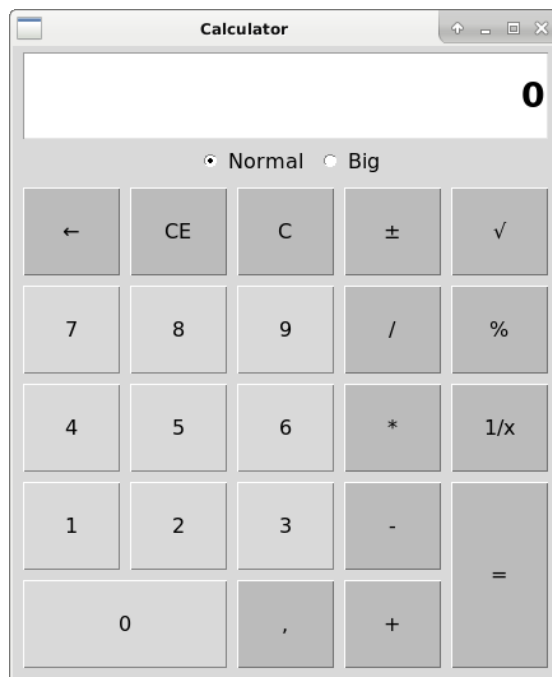 Calculator
0
Normal Big
← CE C ± √
7 8 9 / %
4 5 6 * 1/x
1 2 3 -
=
0 , +